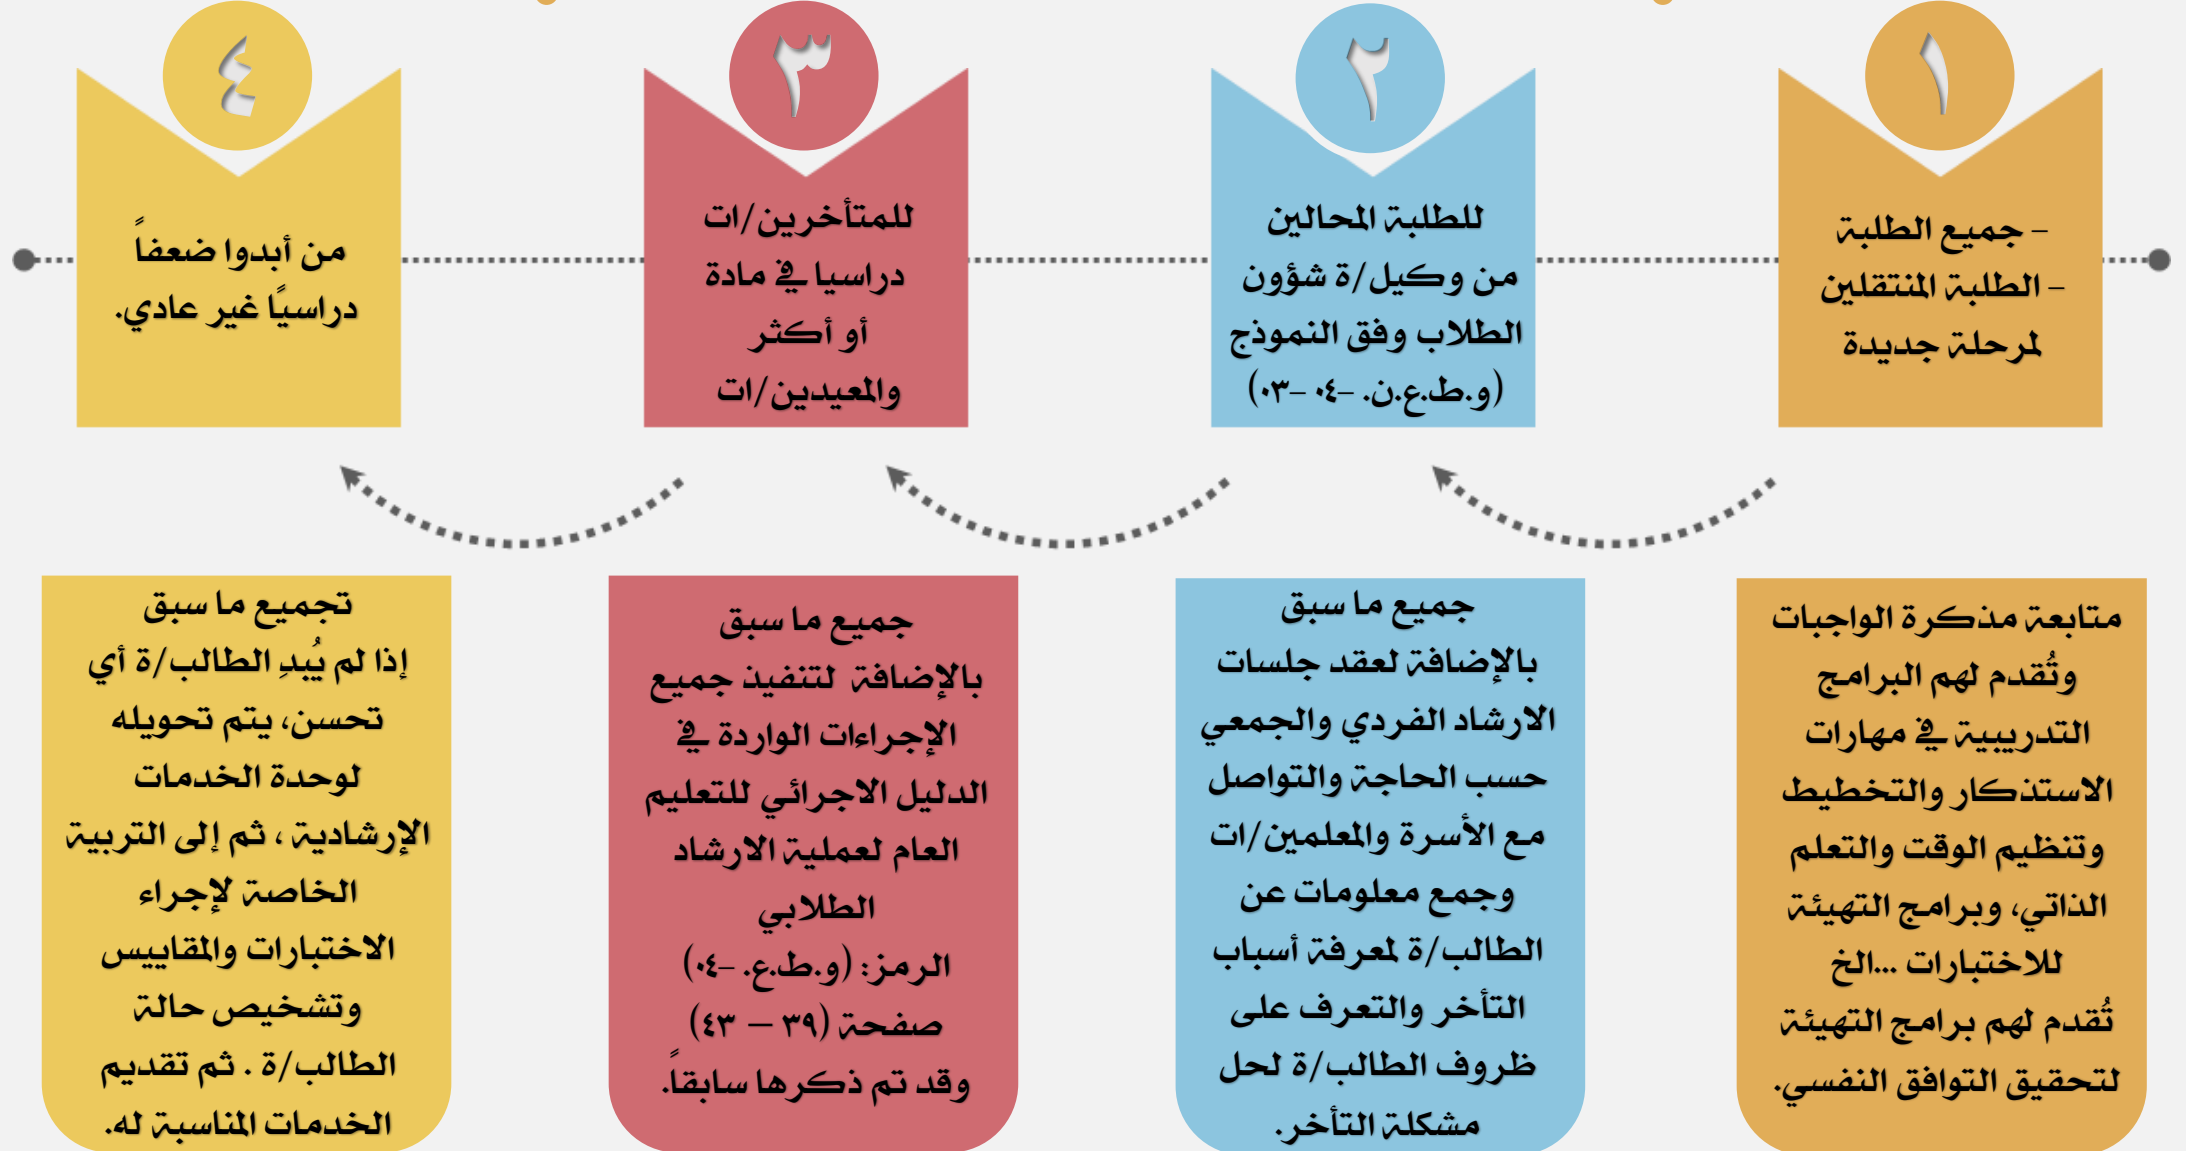 ١
- جميع الطلبة
- الطلبة المنتقلين
لمرحلة جديدة
٢
للطلبة المحالين
من وكيل/ة شؤون
الطلاب وفق النموذج
(و.ط.ع.ن. -٠٤ -٠٣)
٣
للمتأخرين/ات
دراسيا في مادة
أو أكثر
والمعيدين/ات
٤
من أبدوا ضعفاً
دراسيًا غير عادي.
متابعة مذكرة الواجبات
وتُقدم لهم البرامج
التدريبية في مهارات
الاستذكار والتخطيط
وتنظيم الوقت والتعلم
الذاتي، وبرامج التهيئة
للاختبارات ...الخ
تُقدم لهم برامج التهيئة
لتحقيق التوافق النفسي.
جميع ما سبق
بالإضافة لعقد جلسات
الارشاد الفردي والجمعي
حسب الحاجة والتواصل
مع الأسرة والمعلمين/ات
وجمع معلومات عن
الطالب/ة لمعرفة أسباب
التأخر والتعرف على
ظروف الطالب/ة لحل
مشكلة التأخر.
جميع ما سبق
بالإضافة لتنفيذ جميع
الإجراءات الواردة في
الدليل الاجرائي للتعليم
العام لعملية الارشاد
الطلابي
الرمز: (و.ط.ع. -٠٤)
صفحة (٣٩ – ٤٣)
وقد تم ذكرها سابقاً.
تجميع ما سبق
إذا لم يُبدِ الطالب/ة أي
تحسن، يتم تحويله
لوحدة الخدمات
الإرشادية ، ثم إلى التربية
الخاصة لإجراء
الاختبارات والمقاييس
وتشخيص حالة
الطالب/ة . ثم تقديم
الخدمات المناسبة له.